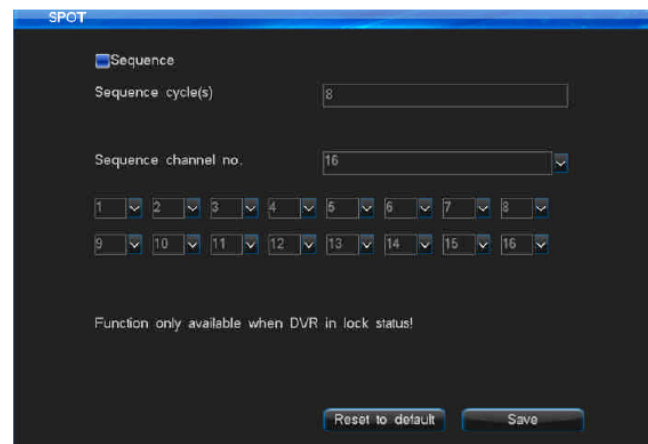 SPOT
Sequence
Sequence cycle(s) 8
Sequence channel no. 16
1 2 3 4 5 6 7 8
9 10 11 12 13 14 15 16
Function only available when DVR in lock status!
Reset to default Save